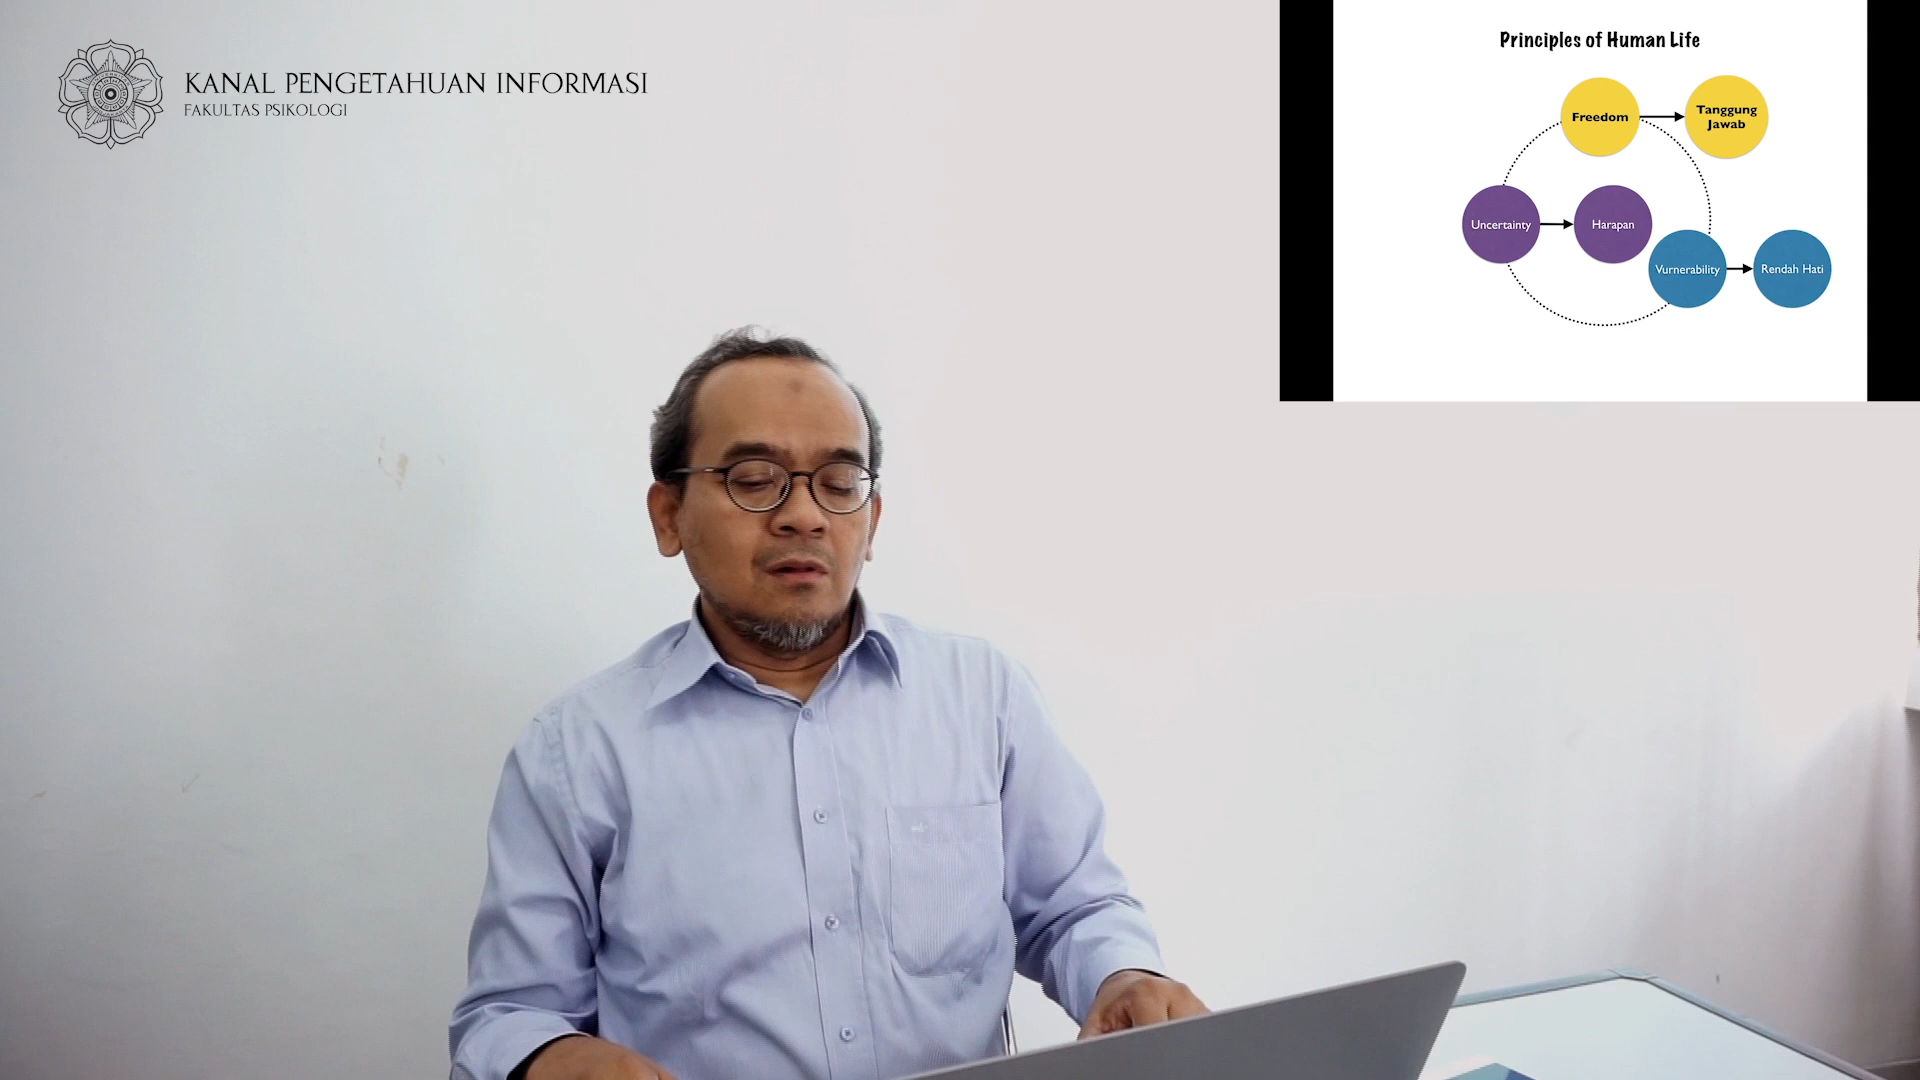 KANAL PENGETAHUAN INFORMASI
FAKULTAS PSIKOLOGI
Principles of Human Life
Freedom
Tanggung
Jawab
Uncertainty
Harapan
Vurnerability
Rendah Hati